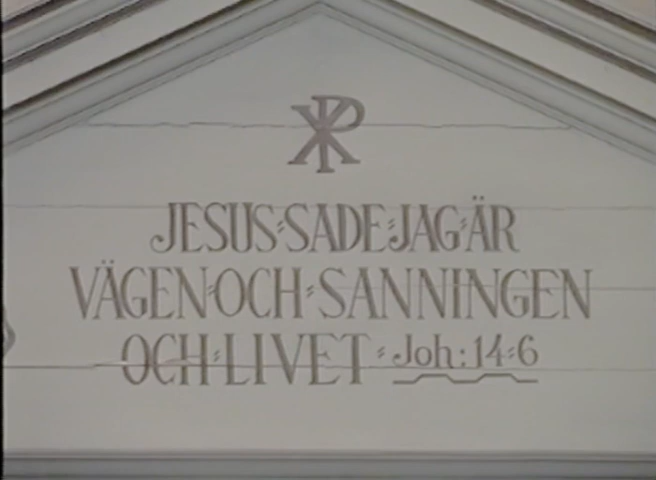 JESUS SADE JAG ÄR
VÄGEN OCH SANNINGEN
OCH LIVET Joh: 14:6